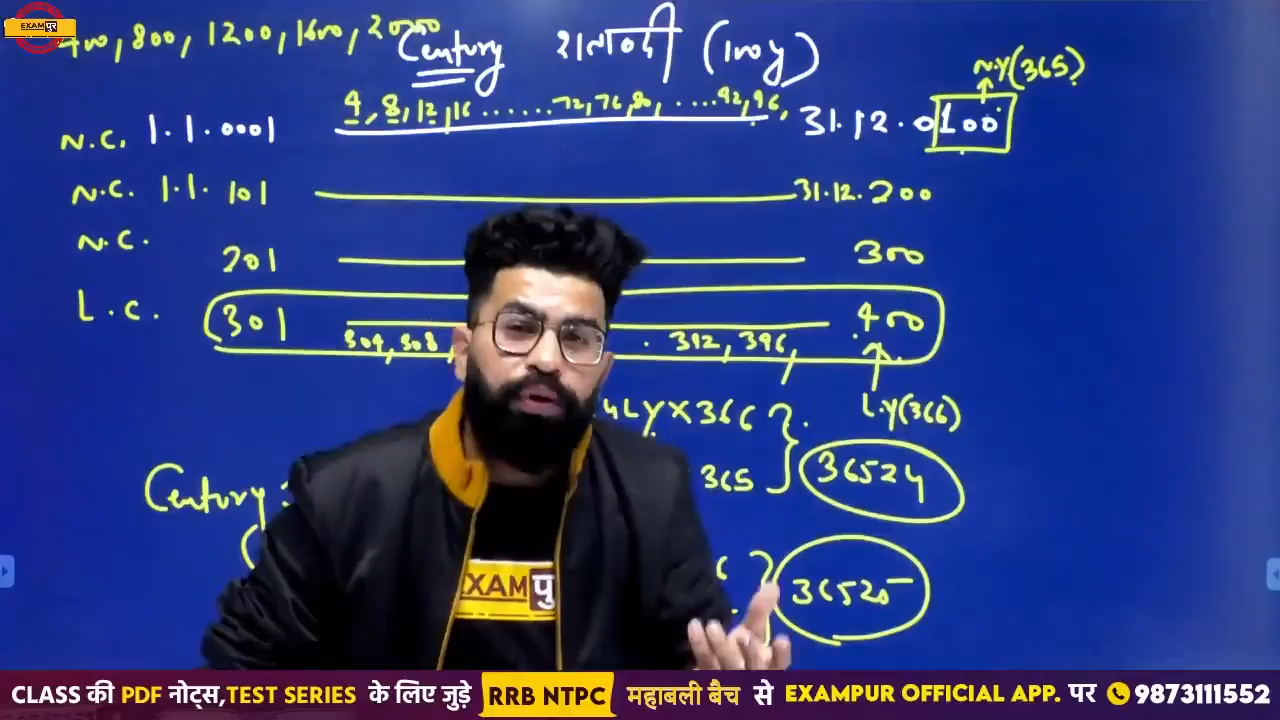 EXAMपुर
400, 800, 1200, 1600, 2000
Century शताब्दी (100y)
N.Y(365)
4, 8, 12, 16 ...... 72, 76, 80, .... 92, 96,
N.C. 1.1.0001 31.12.0100
N.C. 1.1.101 31.12.200
N.C. 201 300
L.C. 301 400
304, 308, . 392, 396,
4LY×366 } L.Y(366)
Century 365 36524
36525
EXAMपु
CLASS की PDF नोट्स,TEST SERIES के लिए जुड़े RRB NTPC महाबली बैच से EXAMPUR OFFICIAL APP. पर 9873111552